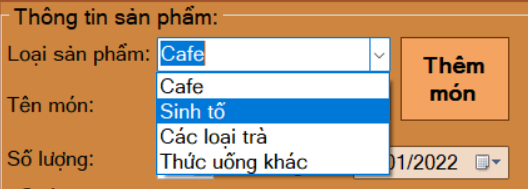 Thông tin sản phẩm:
Loại sản phẩm: Cafe
Thêm món
Cafe
Sinh tố
Tên món:
Các loại trà
Số lượng:
Thức uống khác
01/2022